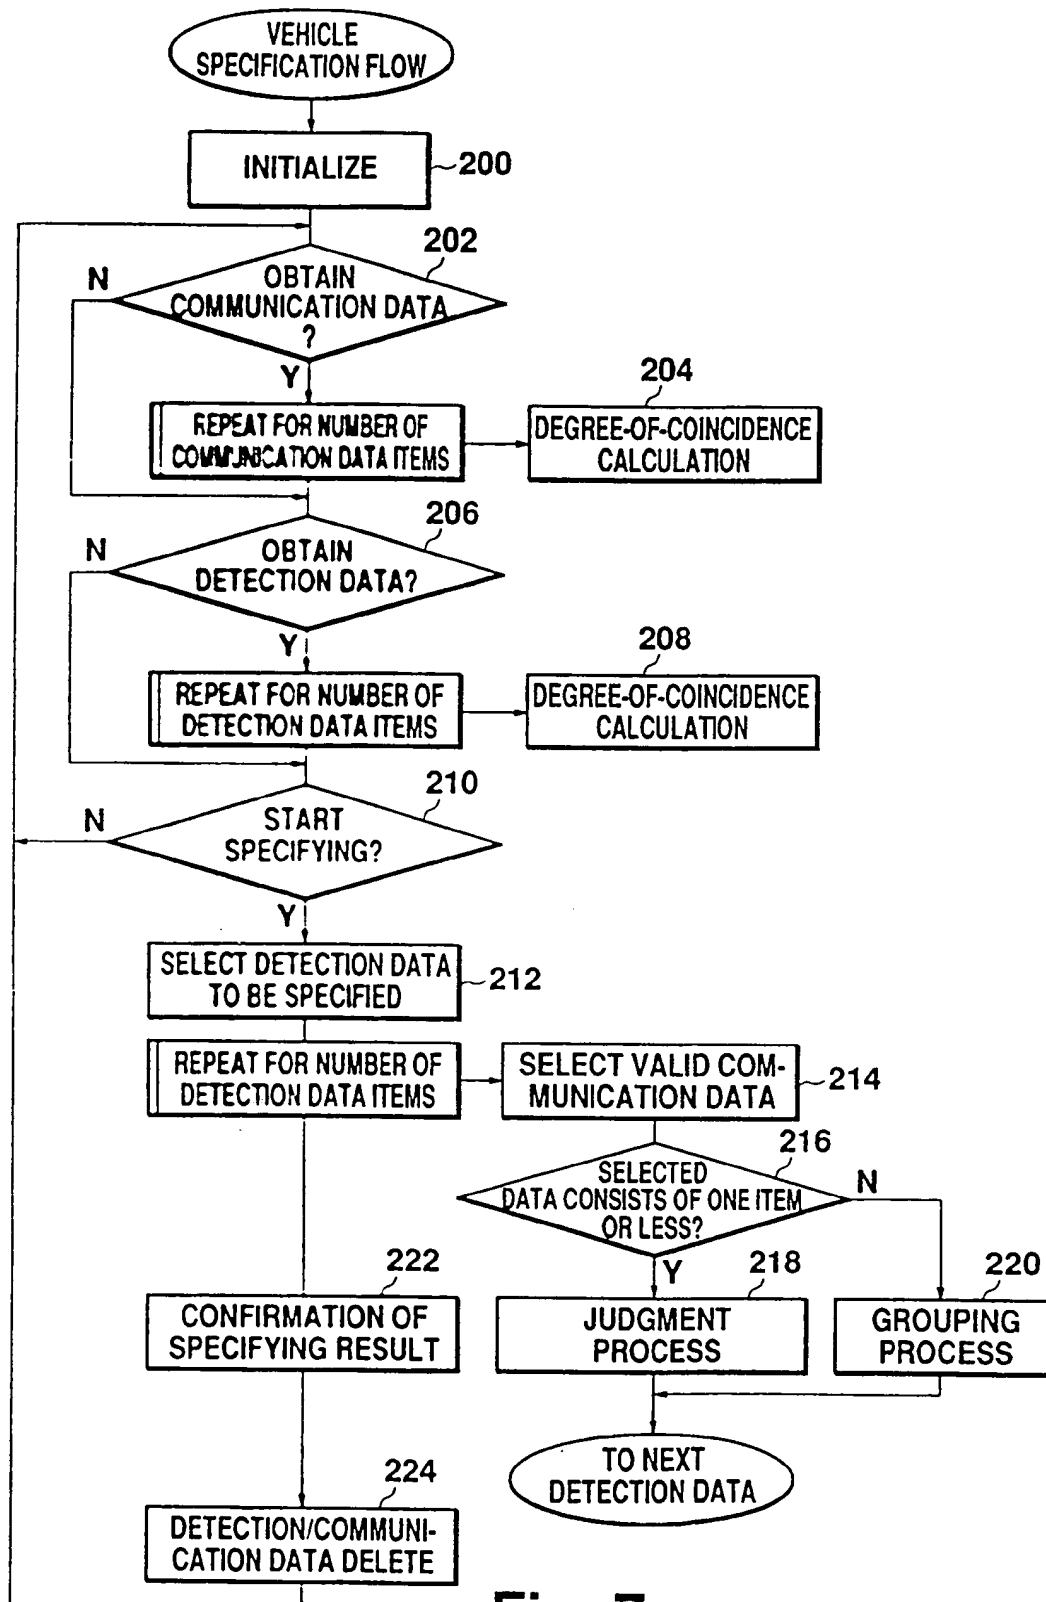 VEHICLE
SPECIFICATION FLOW
INITIALIZE
200
202
N
OBTAIN
COMMUNICATION DATA
?
Y
204
REPEAT FOR NUMBER OF
COMMUNICATION DATA ITEMS
DEGREE-OF-COINCIDENCE
CALCULATION
206
N
OBTAIN
DETECTION DATA?
Y
208
REPEAT FOR NUMBER OF
DETECTION DATA ITEMS
DEGREE-OF-COINCIDENCE
CALCULATION
210
N
START
SPECIFYING?
Y
SELECT DETECTION DATA
TO BE SPECIFIED
212
REPEAT FOR NUMBER OF
DETECTION DATA ITEMS
SELECT VALID COM-
MUNICATION DATA
214
216
SELECTED
DATA CONSISTS OF ONE ITEM
OR LESS?
N
Y
222
218
220
CONFIRMATION OF
SPECIFYING RESULT
JUDGMENT
PROCESS
GROUPING
PROCESS
TO NEXT
DETECTION DATA
224
DETECTION/COMMUNI-
CATION DATA DELETE